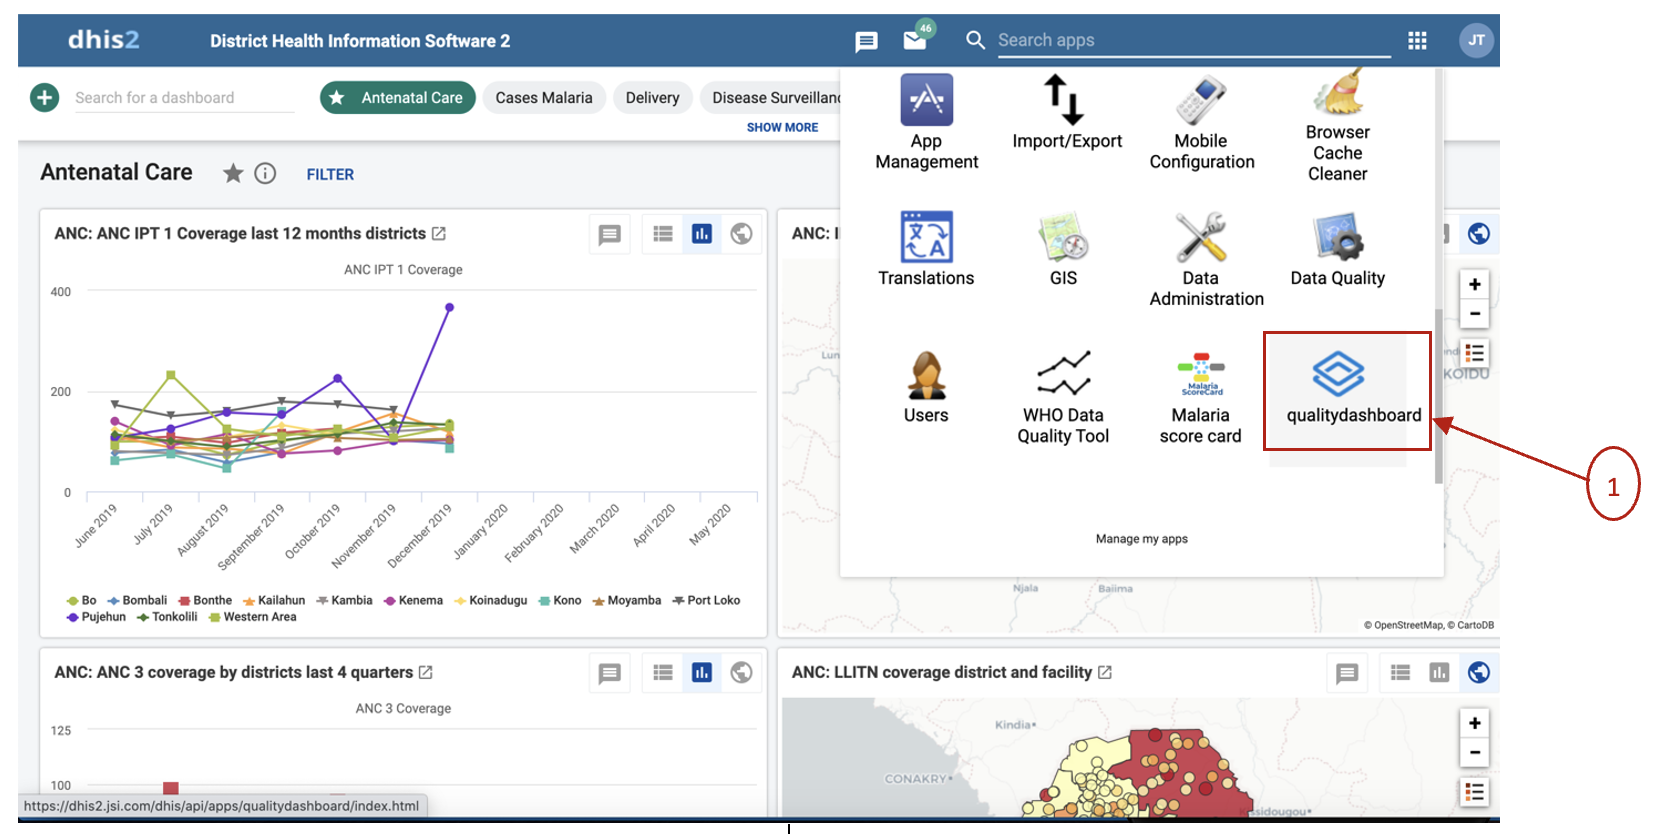 dhis2 District Health Information Software 2 46 Search apps JT
Search for a dashboard Antenatal Care Cases Malaria Delivery Disease Surveillanc
SHOW MORE
App
Management
Import/Export
Mobile
Configuration
Browser
Cache
Cleaner
Translations
GIS
Data
Administration
Data Quality
Users
WHO Data
Quality Tool
Malaria
ScoreCard
Malaria
score card
qualitydashboard
Manage my apps
1
Antenatal Care FILTER
ANC: ANC IPT 1 Coverage last 12 months districts
ANC IPT 1 Coverage
400
200
0
June 2019
July 2019
August 2019
September 2019
October 2019
November 2019
December 2019
January 2020
February 2020
March 2020
April 2020
May 2020
Bo Bombali Bonthe Kailahun Kambia Kenema Koinadugu Kono Moyamba Port Loko
Pujehun Tonkolili Western Area
ANC: I
+
−
Lun
KOIDU
Njala Baiima
© OpenStreetMap, © CartoDB
ANC: ANC 3 coverage by districts last 4 quarters
ANC 3 Coverage
125
100
ANC: LLITN coverage district and facility
+
−
Kindia
CONAKRY
ssidougou
https://dhis2.jsi.com/dhis/api/apps/qualitydashboard/index.html